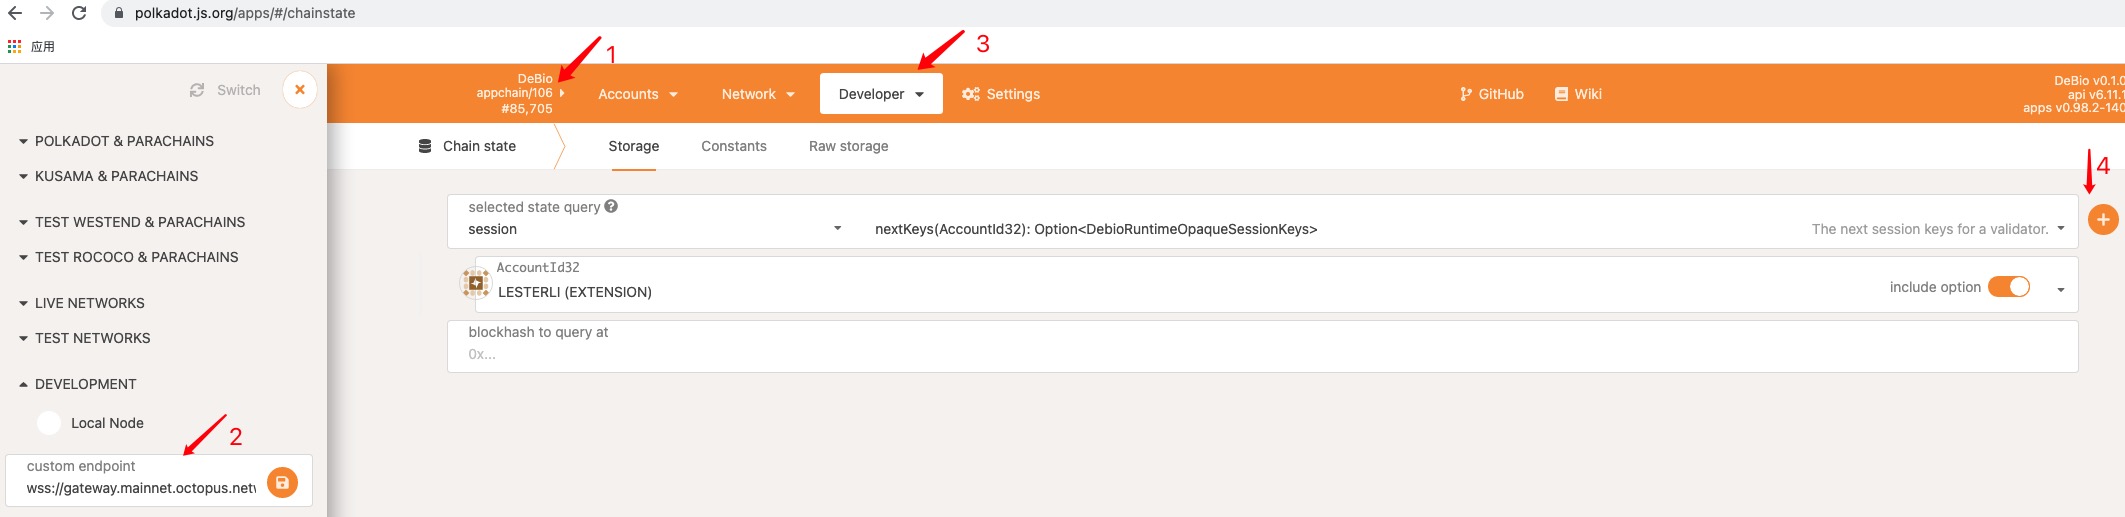 polkadot.js.org/apps/#/chainstate
应用
1
3
Switch
DeBio
appchain/106
#85,705
Accounts
Network
Developer
Settings
GitHub
Wiki
DeBio v0.1.0
api v6.11.1
apps v0.98.2-140
POLKADOT & PARACHAINS
KUSAMA & PARACHAINS
TEST WESTEND & PARACHAINS
TEST ROCOCO & PARACHAINS
LIVE NETWORKS
TEST NETWORKS
DEVELOPMENT
Local Node
2
custom endpoint
wss://gateway.mainnet.octopus.netw
Chain state
Storage
Constants
Raw storage
4
selected state query
session
nextKeys(AccountId32): Option<DebioRuntimeOpaqueSessionKeys>
The next session keys for a validator.
AccountId32
LESTERLI (EXTENSION)
include option
blockhash to query at
0x...